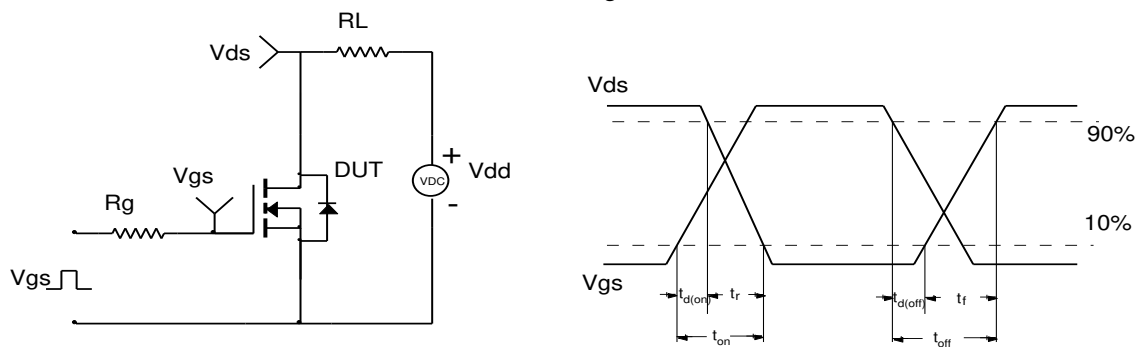 RL
Vds
Vgs
DUT
+
VDC
Vdd
-
Rg
Vgs
Vds
90%
10%
Vgs
td(on)
tr
td(off)
tf
ton
toff